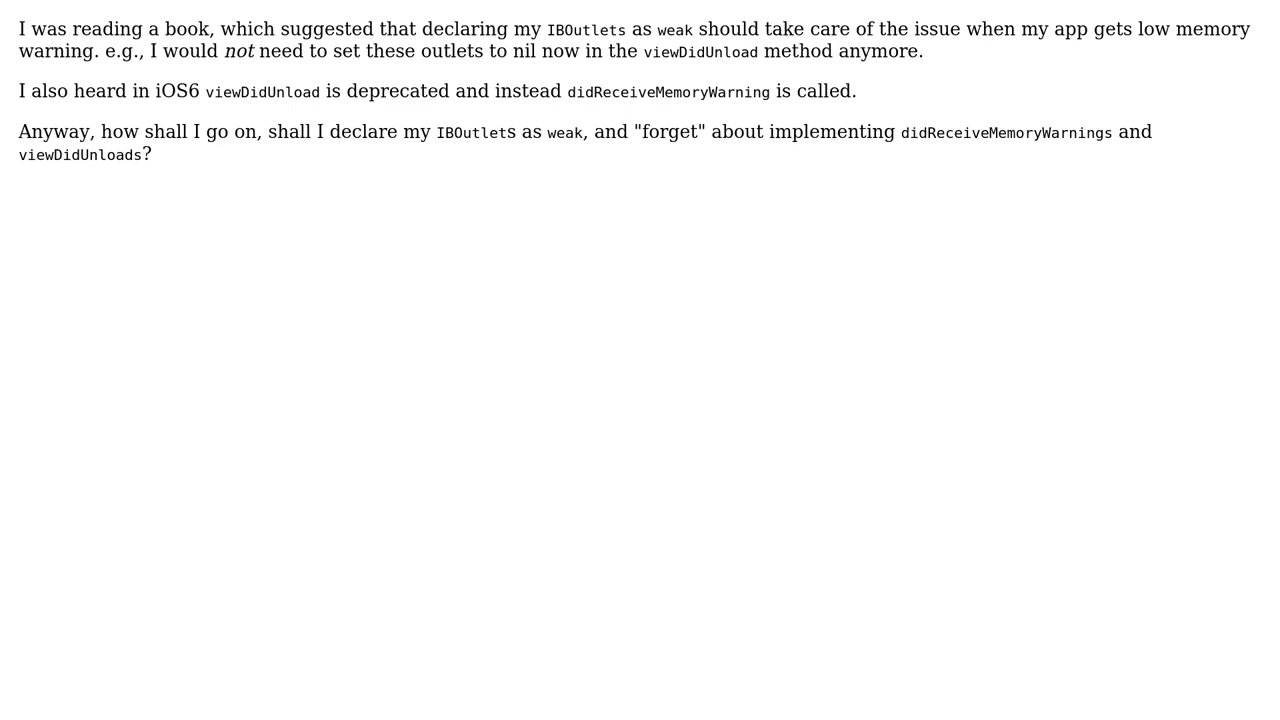 I was reading a book, which suggested that declaring my IBOutlets as weak should take care of the issue when my app gets low memory
warning. e.g., I would not need to set these outlets to nil now in the viewDidUnload method anymore.
I also heard in iOS6 viewDidUnload is deprecated and instead didReceiveMemoryWarning is called.
Anyway, how shall I go on, shall I declare my IBOutlets as weak, and "forget" about implementing didReceiveMemoryWarnings and
viewDidUnloads?